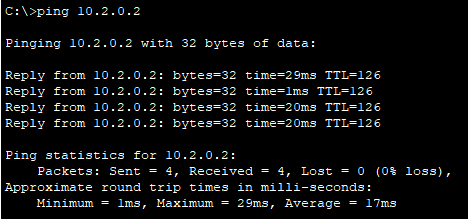 C:\>ping 10.2.0.2
Pinging 10.2.0.2 with 32 bytes of data:
Reply from 10.2.0.2: bytes=32 time=29ms TTL=126
Reply from 10.2.0.2: bytes=32 time=1ms TTL=126
Reply from 10.2.0.2: bytes=32 time=20ms TTL=126
Reply from 10.2.0.2: bytes=32 time=20ms TTL=126
Ping statistics for 10.2.0.2:
    Packets: Sent = 4, Received = 4, Lost = 0 (0% loss),
Approximate round trip times in milli-seconds:
    Minimum = 1ms, Maximum = 29ms, Average = 17ms